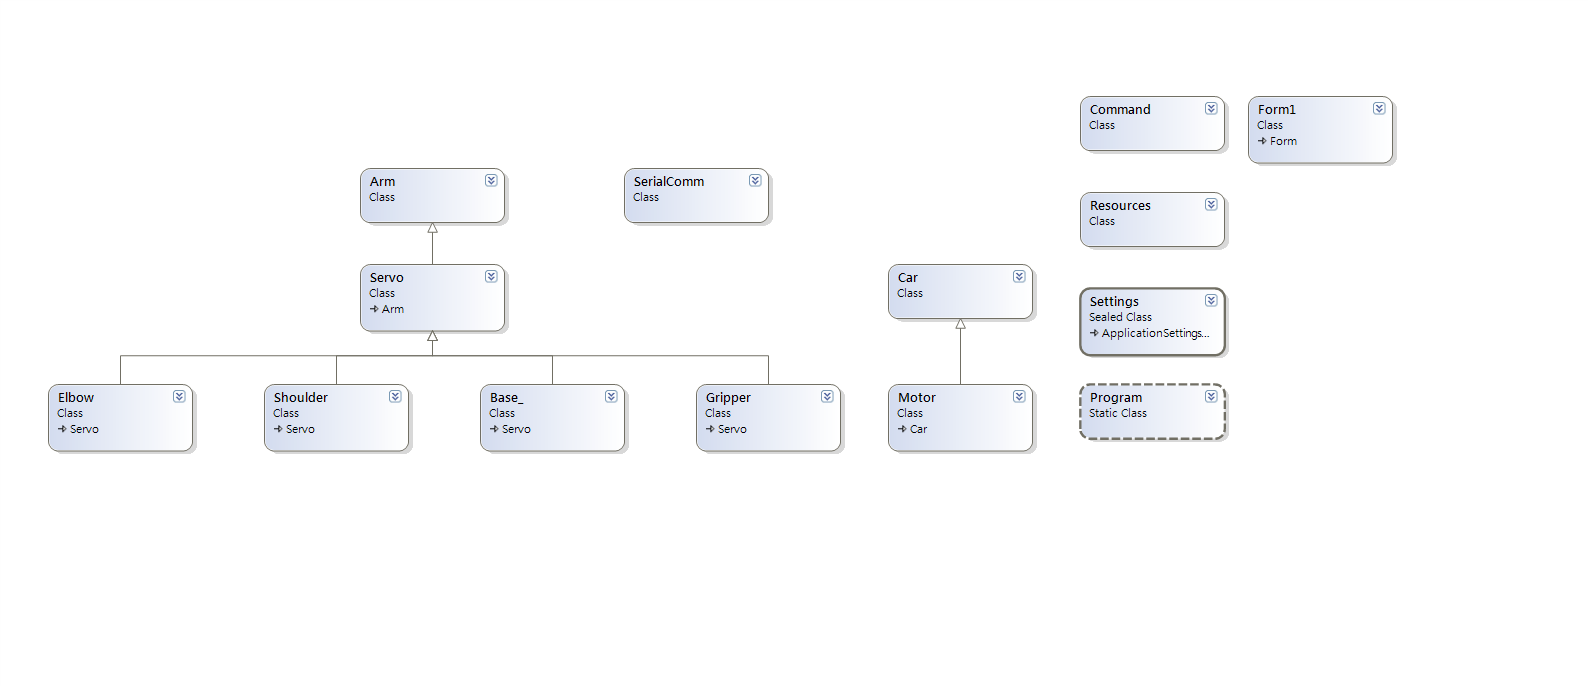 Command
Class
Form1
Class
Form
Arm
Class
SerialComm
Class
Resources
Class
Servo
Class
Arm
Car
Class
Settings
Sealed Class
ApplicationSettings...
Elbow
Class
Servo
Shoulder
Class
Servo
Base_
Class
Servo
Gripper
Class
Servo
Motor
Class
Car
Program
Static Class